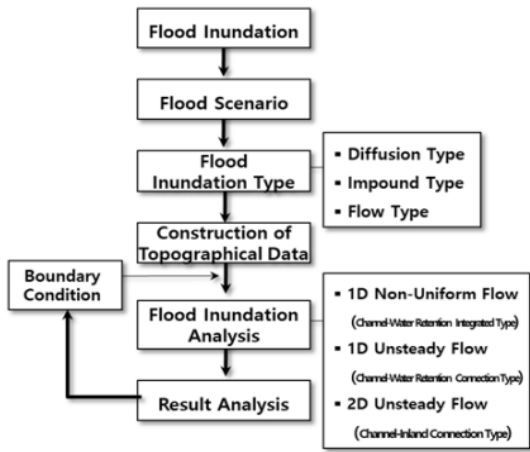 Flood Inundation
Flood Scenario
Flood
Inundation Type
▪ Diffusion Type
▪ Impound Type
▪ Flow Type
Construction of
Topographical Data
Boundary
Condition
Flood Inundation
Analysis
▪ 1D Non-Uniform Flow
(Channel-Water Retention Integrated Type)
▪ 1D Unsteady Flow
(Channel-Water Retention Connection Type)
▪ 2D Unsteady Flow
(Channel-Inland Connection Type)
Result Analysis